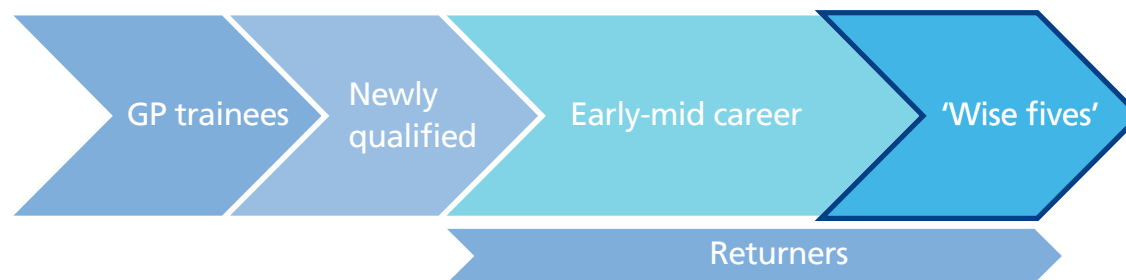 GP trainees
Newly
qualified
Early-mid career
‘Wise fives’
Returners